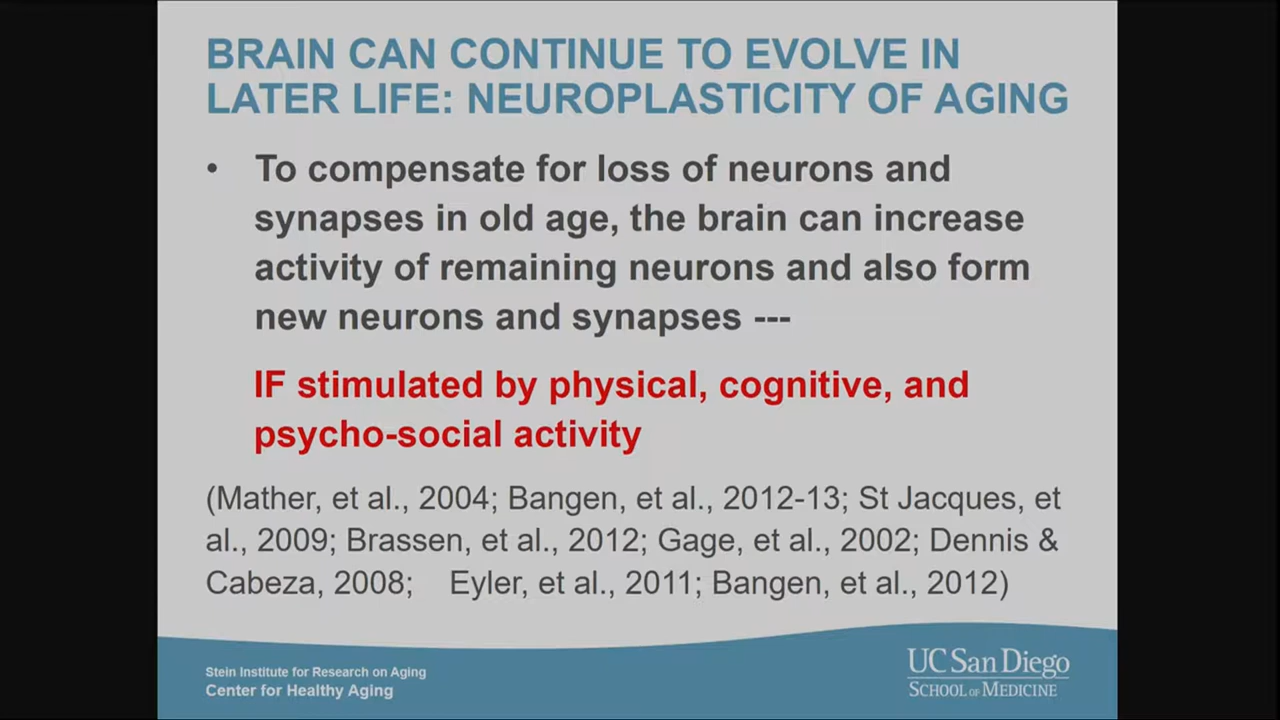 BRAIN CAN CONTINUE TO EVOLVE IN
LATER LIFE: NEUROPLASTICITY OF AGING
• To compensate for loss of neurons and
synapses in old age, the brain can increase
activity of remaining neurons and also form
new neurons and synapses ---
IF stimulated by physical, cognitive, and
psycho-social activity
(Mather, et al., 2004; Bangen, et al., 2012-13; St Jacques, et
al., 2009; Brassen, et al., 2012; Gage, et al., 2002; Dennis &
Cabeza, 2008; Eyler, et al., 2011; Bangen, et al., 2012)
Stein Institute for Research on Aging
Center for Healthy Aging
UC San Diego
SCHOOL OF MEDICINE